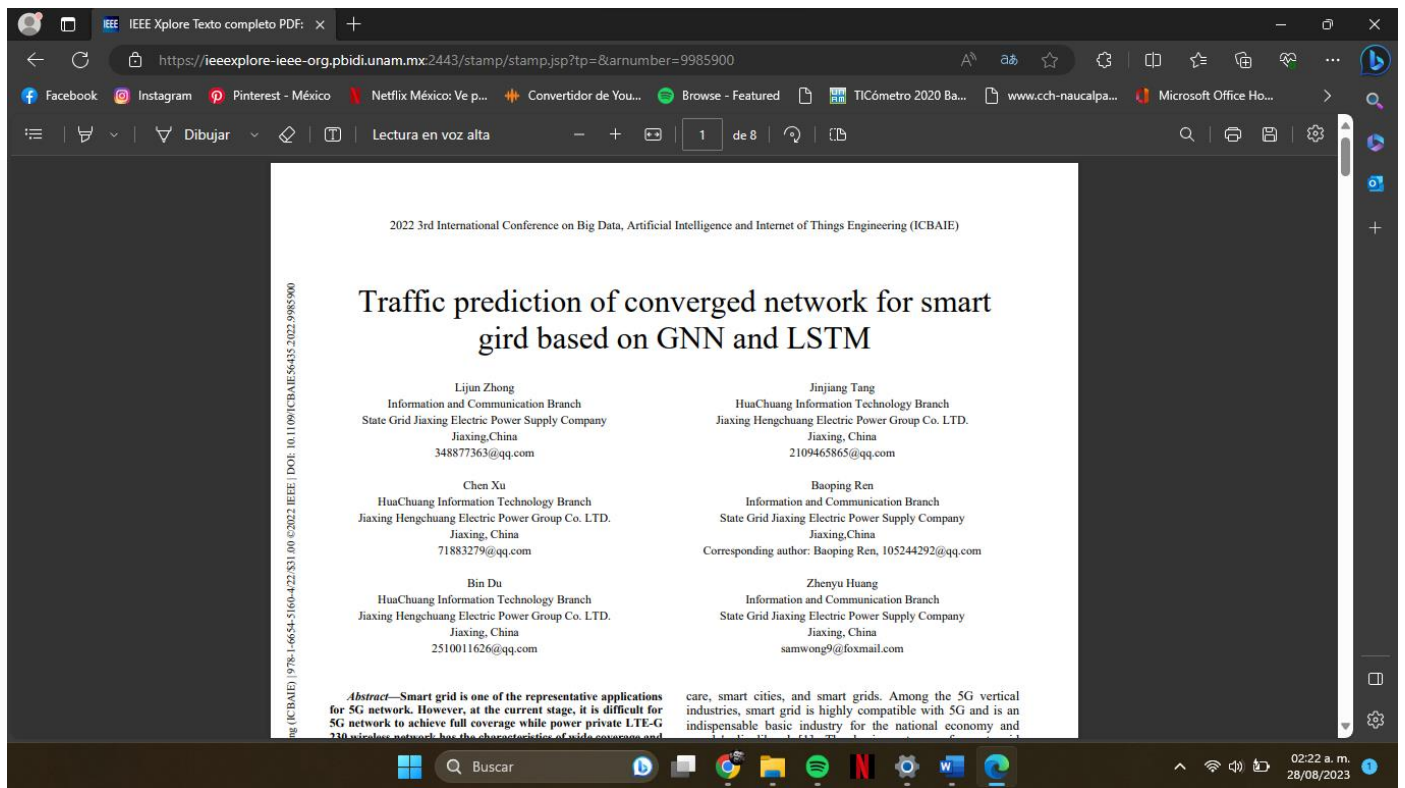 IEEE Xplore Texto completo PDF:
https://ieeexplore-ieee-org.pbidi.unam.mx:2443/stamp/stamp.jsp?tp=&arnumber=9985900
Facebook Instagram Pinterest - México Netflix México: Ve p... Convertidor de You... Browse - Featured TICómetro 2020 Ba... www.cch-naucalpa... Microsoft Office Ho...
Dibujar Lectura en voz alta 1 de 8
2022 3rd International Conference on Big Data, Artificial Intelligence and Internet of Things Engineering (ICBAIE)
ng (ICBAIE) | 978-1-6654-5160-4/22/$31.00 ©2022 IEEE | DOI: 10.1109/ICBAIE56435.2022.9985900
Traffic prediction of converged network for smart
gird based on GNN and LSTM
Lijun Zhong
Information and Communication Branch
State Grid Jiaxing Electric Power Supply Company
Jiaxing,China
348877363@qq.com
Jinjiang Tang
HuaChuang Information Technology Branch
Jiaxing Hengchuang Electric Power Group Co. LTD.
Jiaxing, China
2109465865@qq.com
Chen Xu
HuaChuang Information Technology Branch
Jiaxing Hengchuang Electric Power Group Co. LTD.
Jiaxing, China
71883279@qq.com
Baoping Ren
Information and Communication Branch
State Grid Jiaxing Electric Power Supply Company
Jiaxing,China
Corresponding author: Baoping Ren, 105244292@qq.com
Bin Du
HuaChuang Information Technology Branch
Jiaxing Hengchuang Electric Power Group Co. LTD.
Jiaxing, China
2510011626@qq.com
Zhenyu Huang
Information and Communication Branch
State Grid Jiaxing Electric Power Supply Company
Jiaxing, China
samwong9@foxmail.com
Abstract—Smart grid is one of the representative applications
for 5G network. However, at the current stage, it is difficult for
5G network to achieve full coverage while power private LTE-G
230 wireless network has the characteristics of wide coverage and
care, smart cities, and smart grids. Among the 5G vertical
industries, smart grid is highly compatible with 5G and is an
indispensable basic industry for the national economy and
Buscar
02:22 a. m.
28/08/2023
1